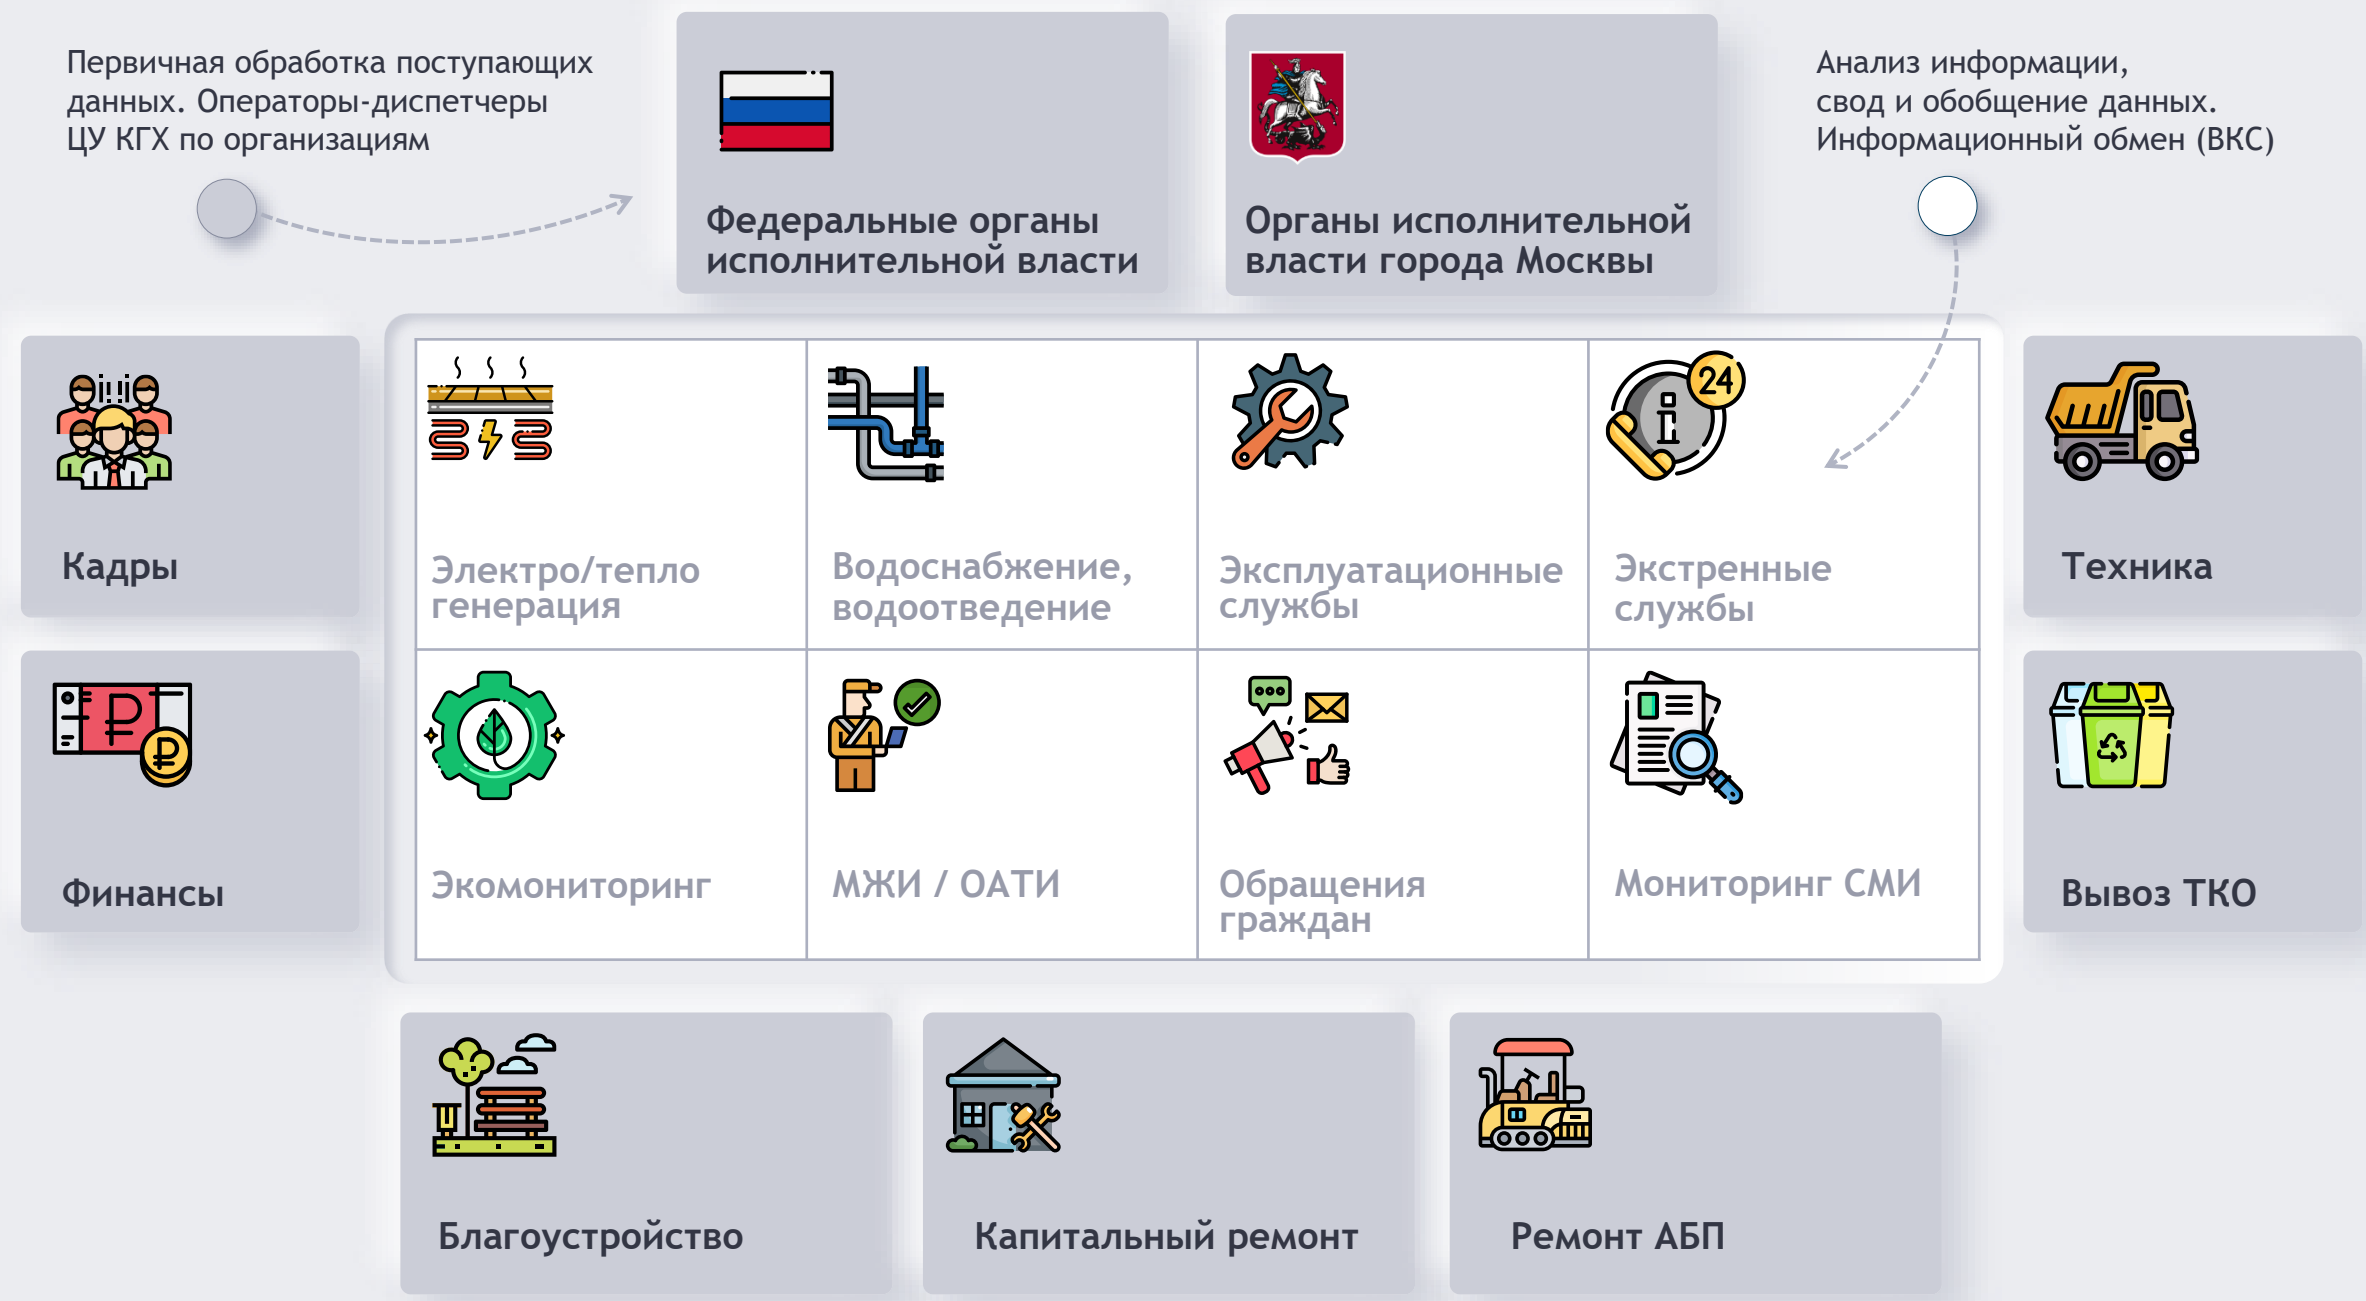 Первичная обработка поступающих
данных. Операторы-диспетчеры
ЦУ КГХ по организациям
Федеральные органы
исполнительной власти
Органы исполнительной
власти города Москвы
Анализ информации,
свод и обобщение данных.
Информационный обмен (ВКС)
Кадры
Электро/тепло
генерация
Водоснабжение,
водоотведение
Эксплуатационные
службы
24
i
Экстренные
службы
Техника
Финансы
Экомониторинг
МЖИ / ОАТИ
Обращения
граждан
Мониторинг СМИ
Вывоз ТКО
Благоустройство
Капитальный ремонт
Ремонт АБП